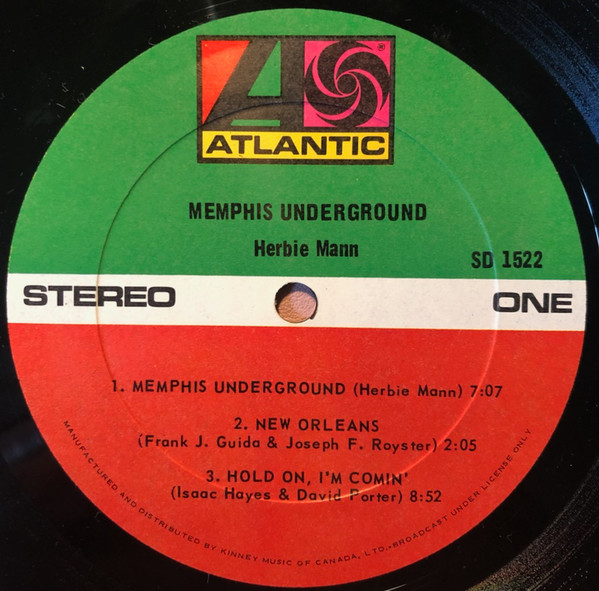 ATLANTIC
®
MEMPHIS UNDERGROUND
Herbie Mann
SD 1522
STEREO
ONE
1. MEMPHIS UNDERGROUND (Herbie Mann) 7:07
2. NEW ORLEANS
(Frank J. Guida & Joseph F. Royster) 2:05
3. HOLD ON, I'M COMIN'
(Isaac Hayes & David Porter) 8:52
MANUFACTURED AND DISTRIBUTED BY KINNEY MUSIC OF CANADA, LTD.•BROADCAST UNDER LICENSE ONLY